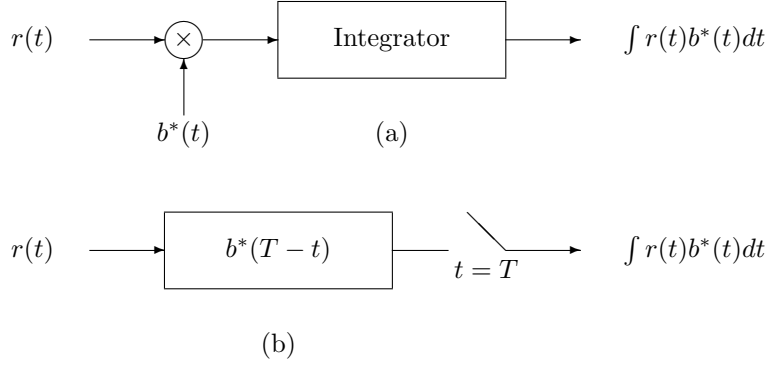 r(t) × Integrator ∫ r(t)b*(t)dt
b*(t) (a)
r(t) b*(T − t) ∫ r(t)b*(t)dt
t = T
(b)